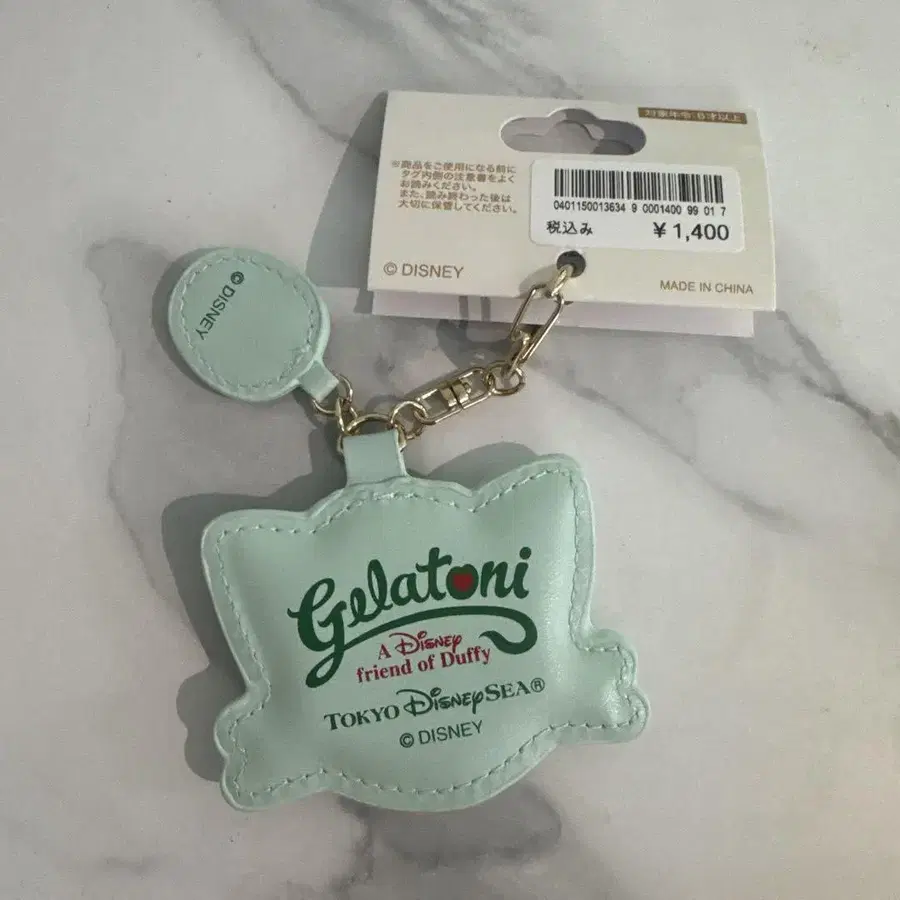 対象年令:6才以上
※商品をご使用になる前に
タグ内側の注意書をよく
お読みください。
また、読み終わった後は
大切に保管してください。
0401150013634 9 0001400 99 01 7
税込み ¥1,400
© DISNEY
MADE IN CHINA
© DISNEY
Gelatoni
A Disney
friend of Duffy
TOKYO DISNEYSEA®
© DISNEY